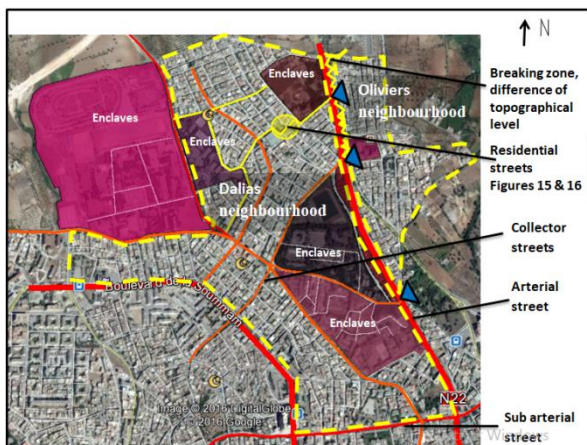 N
Enclaves
Oliviers
neighbourhood
Enclaves
Enclaves
Dalias
neighbourhood
Enclaves
Enclaves
Boulevard de la Soummam
N22
Image © 2016 DigitalGlobe
© 2016 Google
Windows
Breaking zone,
difference of
topographical
level
Residential
streets
Figures 15 & 16
Collector
streets
Arterial
street
Sub arterial
street